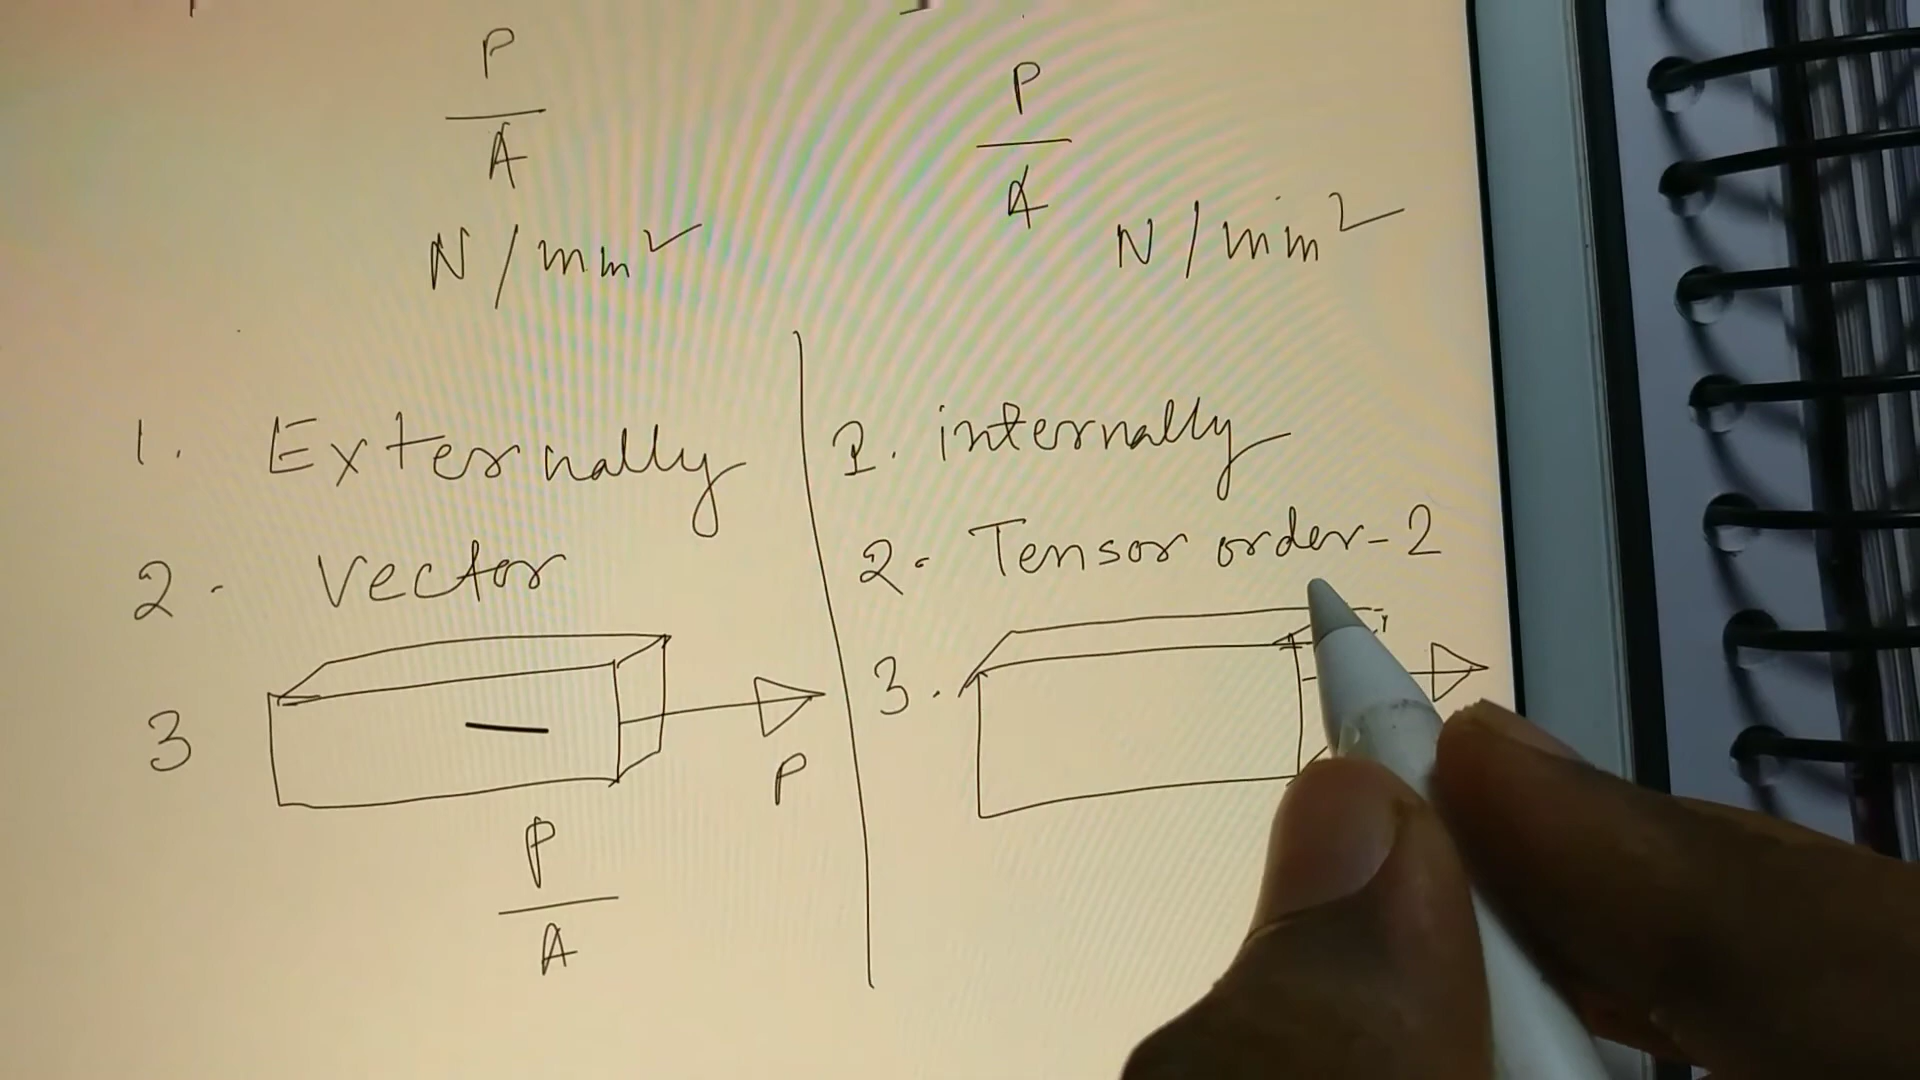 P
A
N/mm²
P
A
N/mm²
1. Externally
2. Vector
3
P
P
A
1. internally
2. Tensor order-2
3.